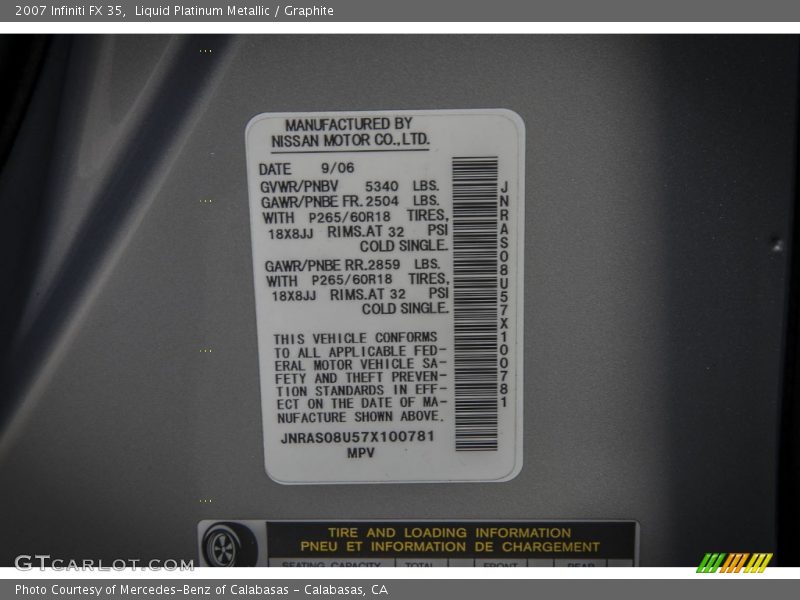 2007 Infiniti FX 35,  Liquid Platinum Metallic / Graphite
MANUFACTURED BY
NISSAN MOTOR CO.,LTD.
DATE 9/06
GVWR/PNBV 5340 LBS.
GAWR/PNBE FR. 2504 LBS.
WITH P265/60R18 TIRES,
18X8JJ RIMS.AT 32 PSI
COLD SINGLE.
GAWR/PNBE RR.2859 LBS.
WITH P265/60R18 TIRES,
18X8JJ RIMS.AT 32 PSI
COLD SINGLE.
THIS VEHICLE CONFORMS
TO ALL APPLICABLE FED-
ERAL MOTOR VEHICLE SA-
FETY AND THEFT PREVEN-
TION STANDARDS IN EFF-
ECT ON THE DATE OF MA-
NUFACTURE SHOWN ABOVE.
JNRAS08U57X100781
MPV
JNRAS08U57X100781
TIRE AND LOADING INFORMATION
PNEU ET INFORMATION DE CHARGEMENT
SEATING CAPACITY TOTAL FRONT REAR
GTCARLOT.COM
Photo Courtesy of Mercedes-Benz of Calabasas - Calabasas, CA